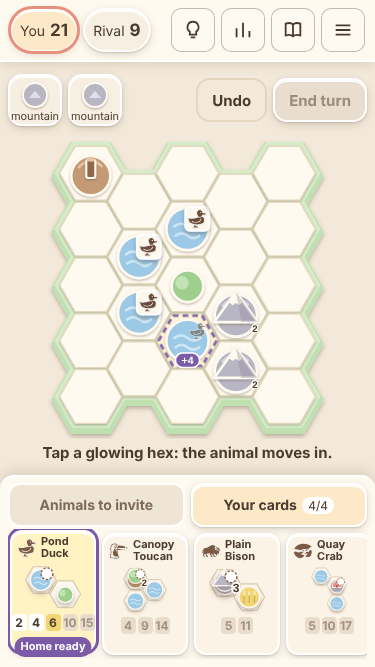 You 21
Rival 9
mountain
mountain
Undo
End turn
2
+4
2
Tap a glowing hex: the animal moves in.
Animals to invite
Your cards 4/4
Pond
Duck
2 4 6 10 15
Home ready
Canopy
Toucan
2
4 9 14
Plain
Bison
3
5 11
Quay
Crab
5 10 17